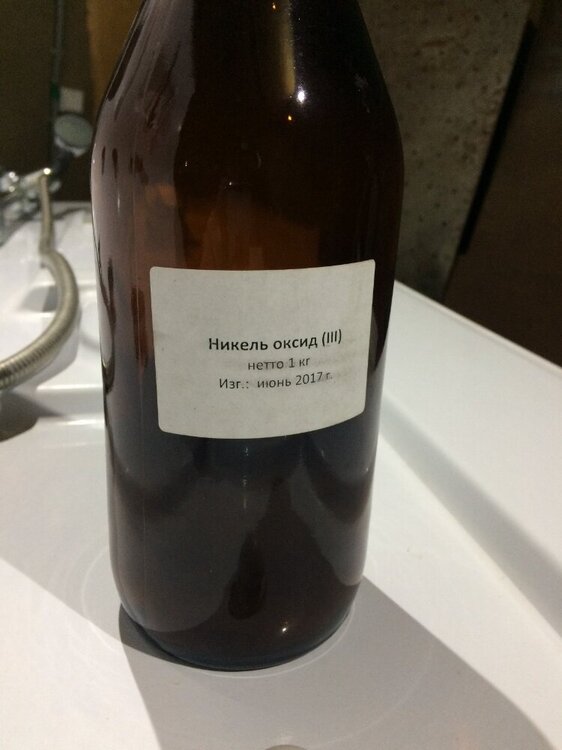 Никель оксид (III)
нетто 1 кг
Изг.: июнь 2017 г.